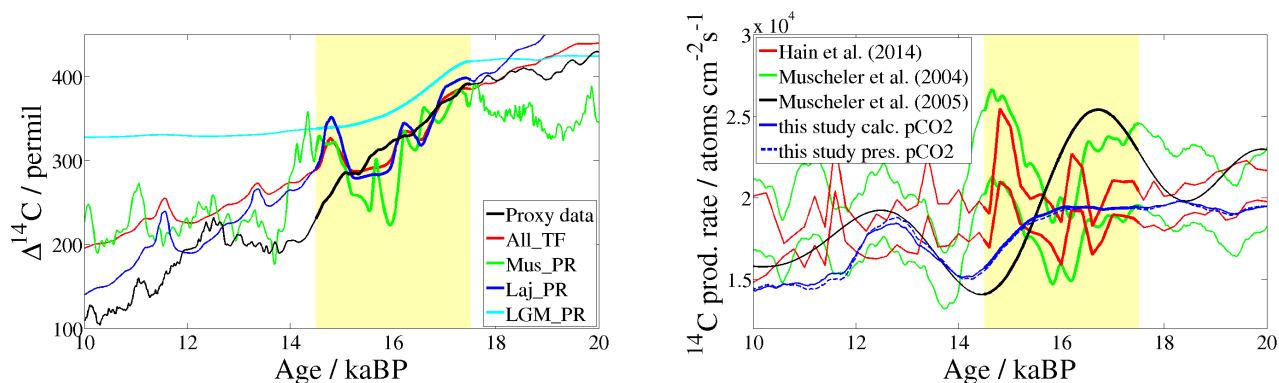 Δ14C / permil
400
300
200
100
10 12 14 16 18 20
Age / kaBP
Proxy data
All_TF
Mus_PR
Laj_PR
LGM_PR
14C prod. rate / atoms cm-2s-1
3 x 10 4
2.5
2
1.5
10 12 14 16 18 20
Age / kaBP
Hain et al. (2014)
Muscheler et al. (2004)
Muscheler et al. (2005)
this study calc. pCO2
this study pres. pCO2